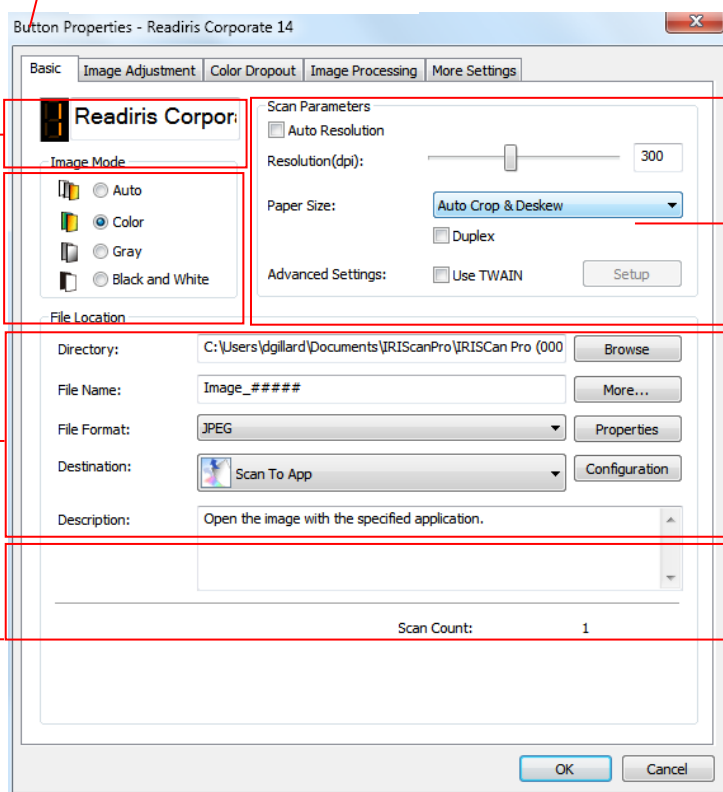 Button Properties - Readiris Corporate 14
Basic Image Adjustment Color Dropout Image Processing More Settings
1 Readiris Corpora
Image Mode
Auto
Color
Gray
Black and White
Scan Parameters
Auto Resolution
Resolution(dpi): 300
Paper Size: Auto Crop & Deskew
Duplex
Advanced Settings: Use TWAIN Setup
File Location
Directory: C:\Users\dgillard\Documents\IRIScanPro\IRISCan Pro (000 Browse
File Name: Image_##### More...
File Format: JPEG Properties
Destination: Scan To App Configuration
Description: Open the image with the specified application.
Scan Count: 1
OK Cancel